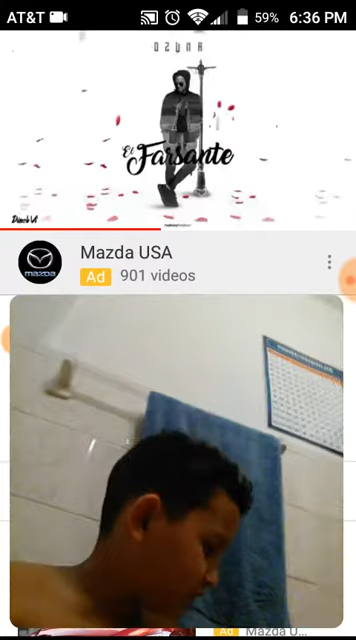 AT&T 59% 6:36 PM
OZUNA
El Farsante
Mazda USA
mazda
Ad 901 videos
Ad Mazda U...